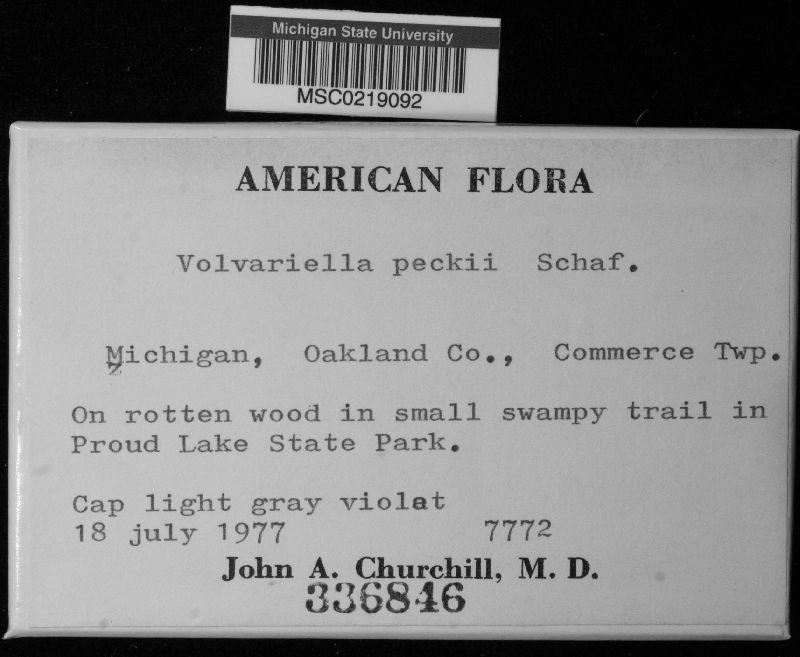 Michigan State University
MSC0219092
AMERICAN FLORA
Volvariella peckii Schaf.
Michigan, Oakland Co., Commerce Twp.
On rotten wood in small swampy trail in
Proud Lake State Park.
Cap light gray violet
18 july 1977 7772
John A. Churchill, M. D.
336846